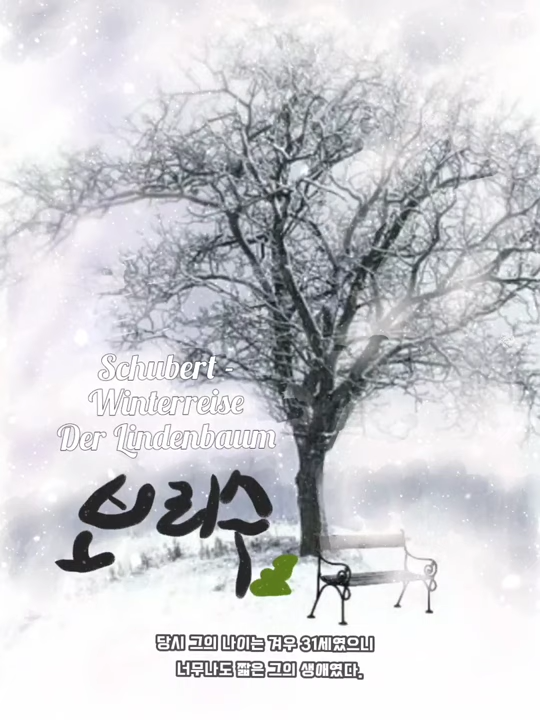 Schubert -
Winterreise
Der Lindenbaum
보리수
당시 그의 나이는 겨우 31세였으니
너무나도 짧은 그의 생애였다.